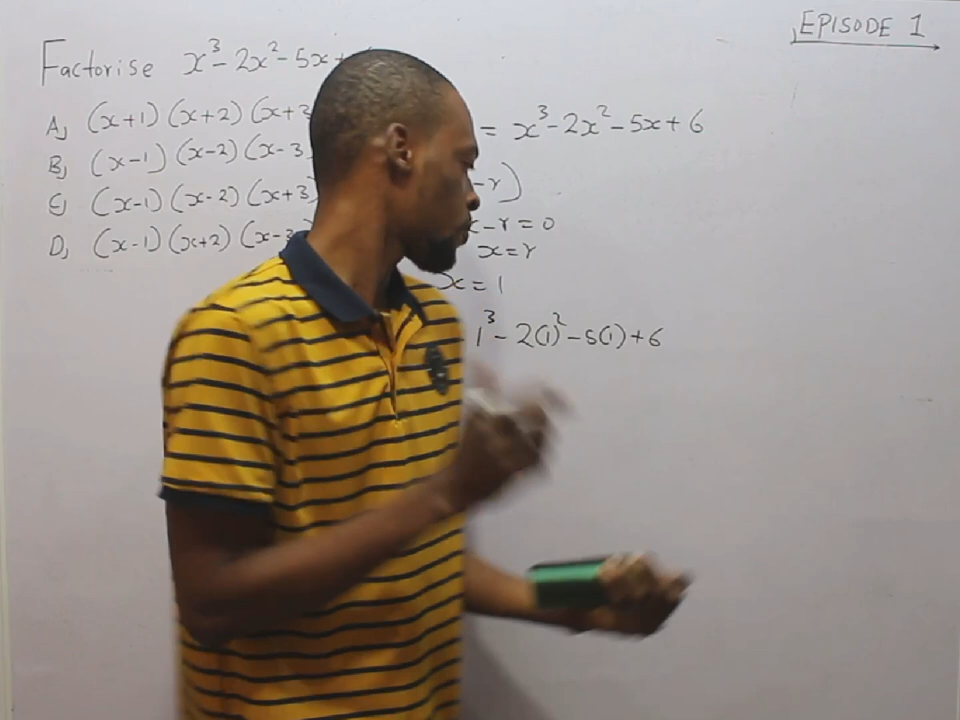 EPISODE 1
Factorise x³-2x²-5x+
A, (x+1) (x+2) (x+
B, (x-1) (x-2) (x-3
C, (x-1) (x-2) (x+3)
D, (x-1) (x+2) (x-3
= x³-2x²-5x+6
-r)
x-r=0
x=r
x=1
1³-2(1)²-5(1)+6